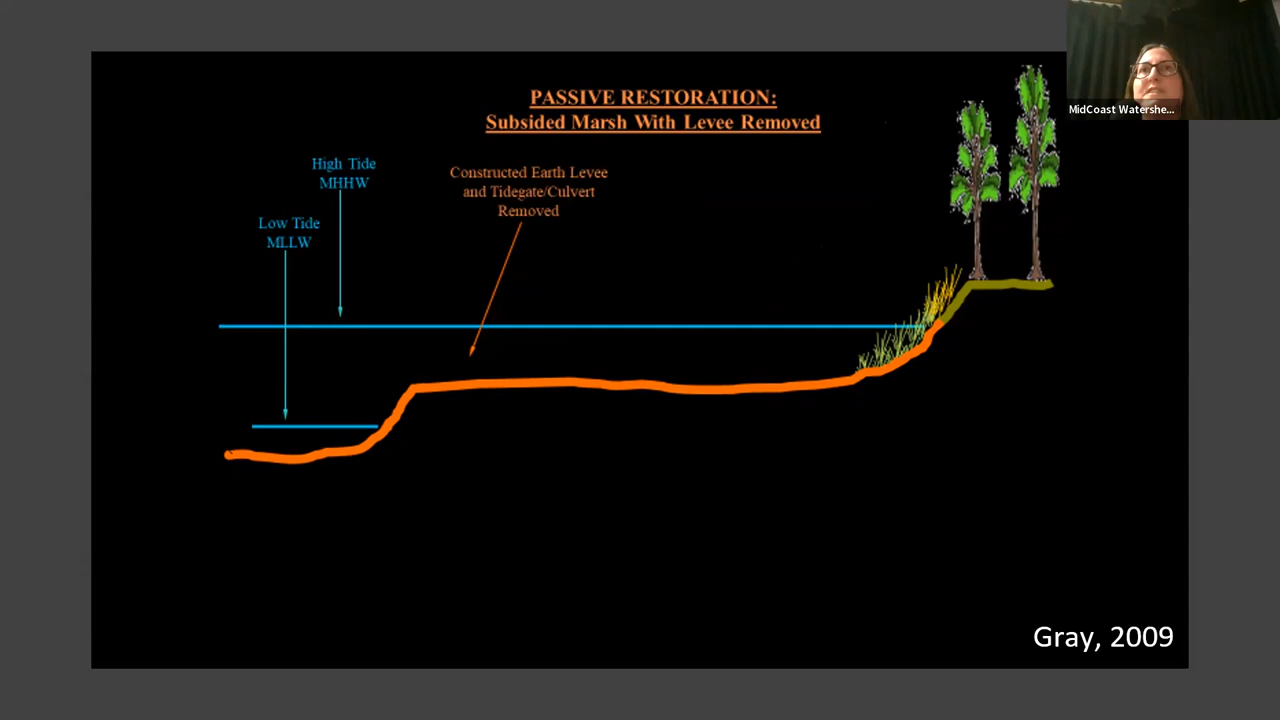 PASSIVE RESTORATION:
Subsided Marsh With Levee Removed
High Tide
MHHW
Low Tide
MLLW
Constructed Earth Levee
and Tidegate/Culvert
Removed
MidCoast Watershe...
Gray, 2009